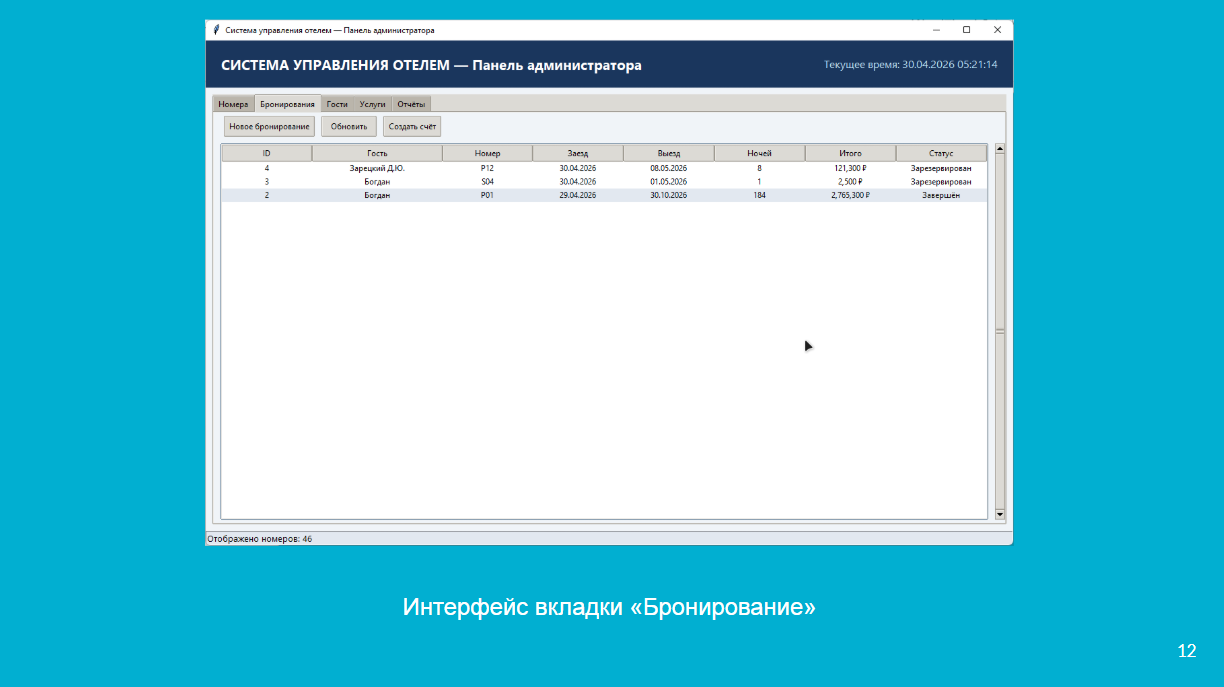 Система управления отелем — Панель администратора
СИСТЕМА УПРАВЛЕНИЯ ОТЕЛЕМ — Панель администратора
Текущее время: 30.04.2026 05:21:14
Номера Бронирования Гости Услуги Отчёты
Новое бронирование Обновить Создать счёт
ID Гость Номер Заезд Выезд Ночей Итого Статус
4 Зарецкий Д.Ю. P12 30.04.2026 08.05.2026 8 121,300 ₽ Зарезервирован
3 Богдан S04 30.04.2026 01.05.2026 1 2,500 ₽ Зарезервирован
2 Богдан P01 29.04.2026 30.10.2026 184 2,765,300 ₽ Завершён
Отображено номеров: 46
Интерфейс вкладки «Бронирование»
12